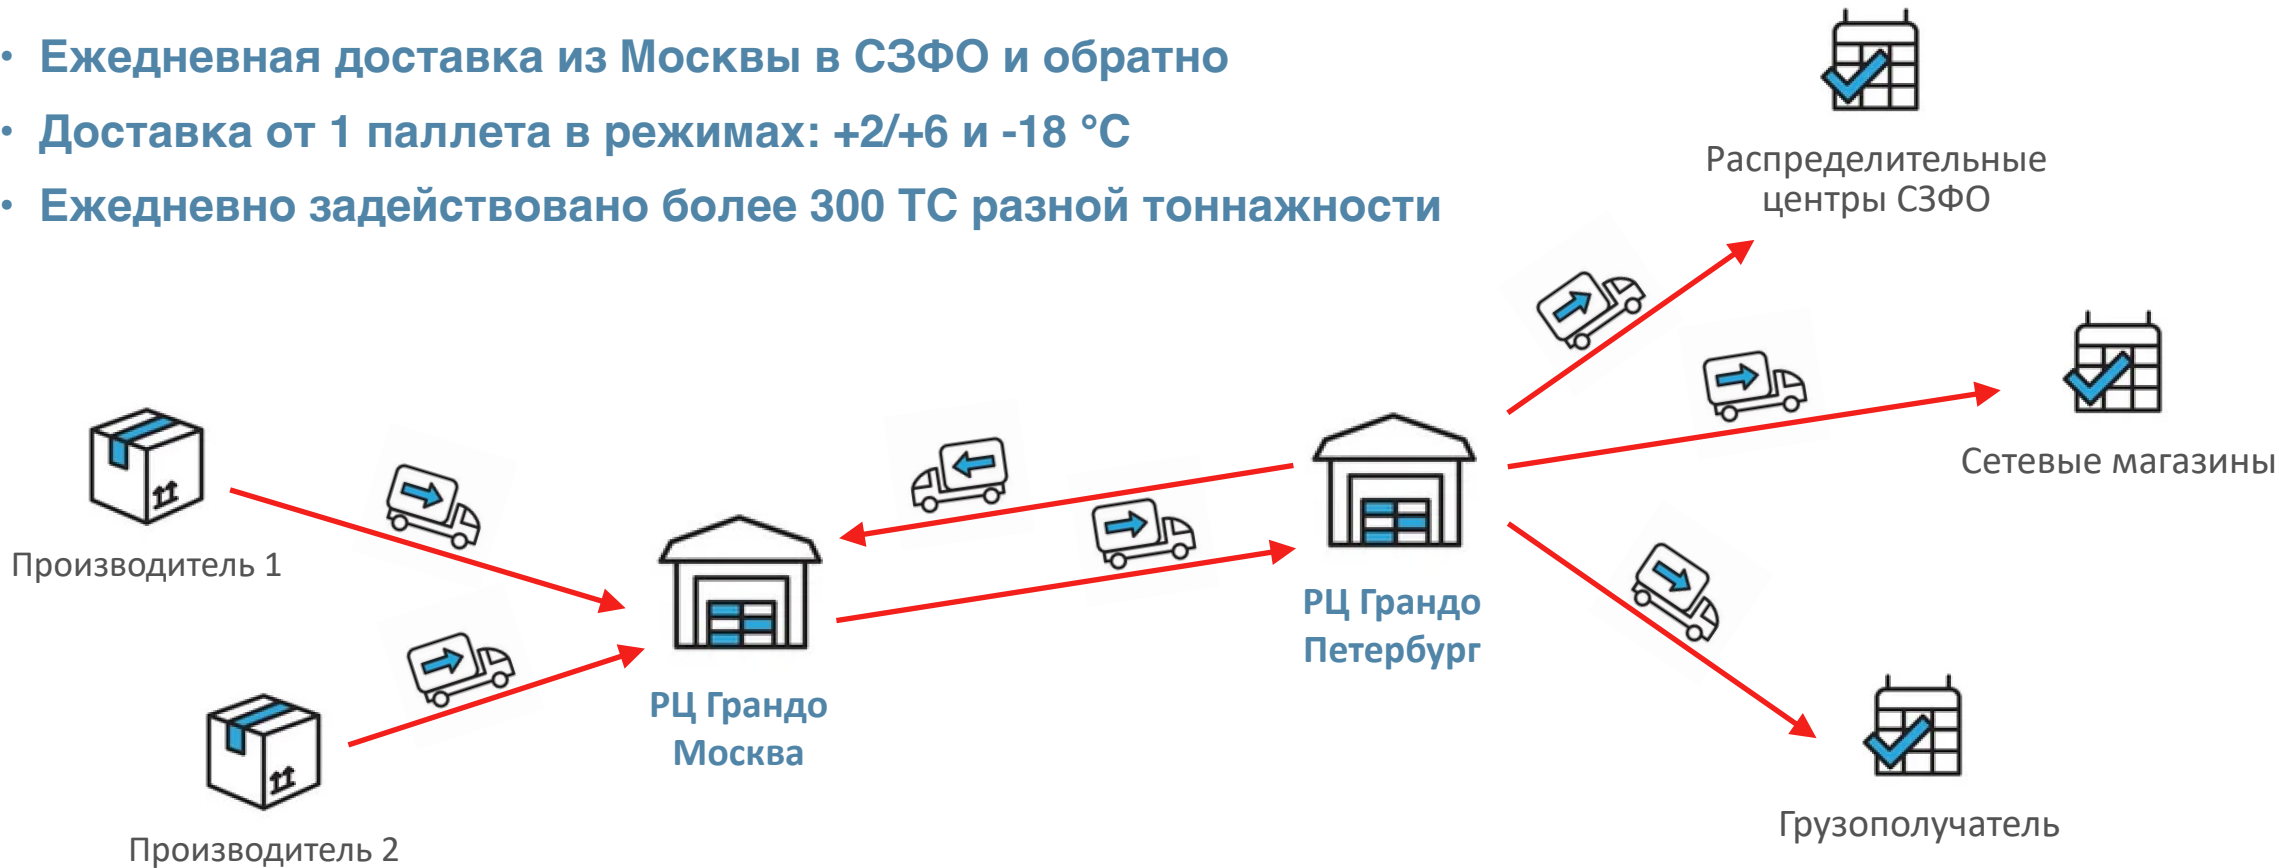 • Ежедневная доставка из Москвы в СЗФО и обратно
• Доставка от 1 паллета в режимах: +2/+6 и -18 °С
• Ежедневно задействовано более 300 ТС разной тоннажности
Распределительные
центры СЗФО
Сетевые магазины
Производитель 1
РЦ Грандо
Петербург
РЦ Грандо
Москва
Грузополучатель
Производитель 2